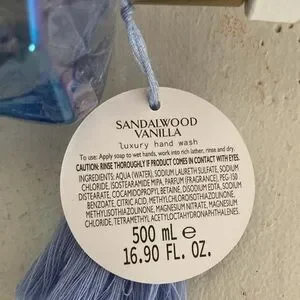 SANDALWOOD
VANILLA
luxury hand wash
To use: Apply soap to wet hands, work into rich lather, rinse and dry.
CAUTION: RINSE THOROUGHLY IF PRODUCT COMES IN CONTACT WITH EYES.
INGREDIENTS: AQUA (WATER), SODIUM LAURETH SULFATE, SODIUM
CHLORIDE, ISOSTEARAMIDE MIPA, PARFUM (FRAGRANCE), PEG-150
DISTEARATE, COCAMIDOPROPYL BETAINE, DISODIUM EDTA, SODIUM
BENZOATE, CITRIC ACID, METHYLCHLOROISOTHIAZOLINONE,
METHYLISOTHIAZOLINONE, MAGNESIUM NITRATE, MAGNESIUM
CHLORIDE, TETRAMETHYL ACETYLOCTAHYDRONAPHTHALENES.
500 mL ℮
16.90 FL. OZ.